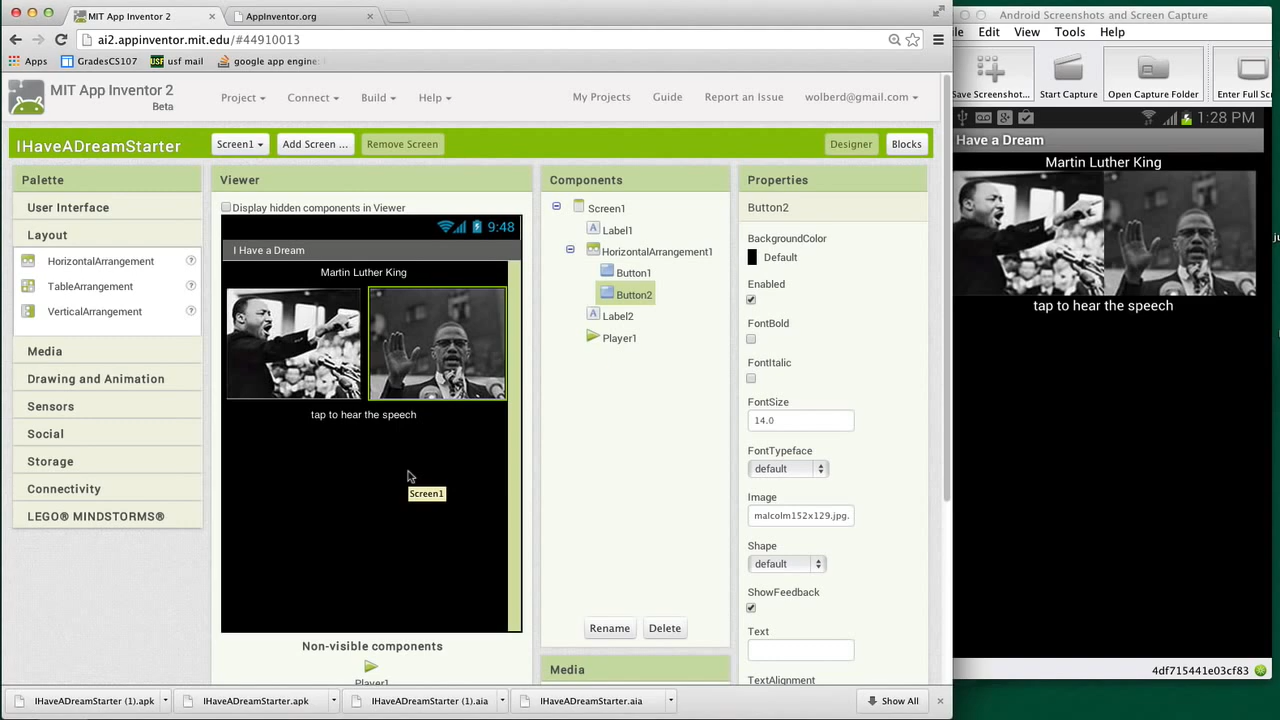 MIT App Inventor 2
AppInventor.org
ai2.appinventor.mit.edu/#44910013
Apps
GradesCS107
USF usf mail
google app engine:
MIT App Inventor 2
Beta
Project
Connect
Build
Help
My Projects
Guide
Report an Issue
wolberd@gmail.com
IHaveADreamStarter
Screen1
Add Screen ...
Remove Screen
Designer
Blocks
Palette
User Interface
Layout
HorizontalArrangement ?
TableArrangement ?
VerticalArrangement ?
Media
Drawing and Animation
Sensors
Social
Storage
Connectivity
LEGO® MINDSTORMS®
Viewer
Display hidden components in Viewer
9:48
I Have a Dream
Martin Luther King
tap to hear the speech
Screen1
Non-visible components
Player1
Components
Screen1
A Label1
HorizontalArrangement1
Button1
Button2
A Label2
Player1
Rename
Delete
Media
Properties
Button2
BackgroundColor
Default
Enabled
FontBold
FontItalic
FontSize
14.0
FontTypeface
default
Image
malcolm152x129.jpg.
Shape
default
ShowFeedback
Text
TextAlignment
IHaveADreamStarter (1).apk
IHaveADreamStarter.apk
IHaveADreamStarter (1).aia
IHaveADreamStarter.aia
Show All
Android Screenshots and Screen Capture
ile Edit View Tools Help
Save Screenshot...
Start Capture
Open Capture Folder
Enter Full Scr
1:28 PM
Have a Dream
Martin Luther King
tap to hear the speech
4df715441e03cf83